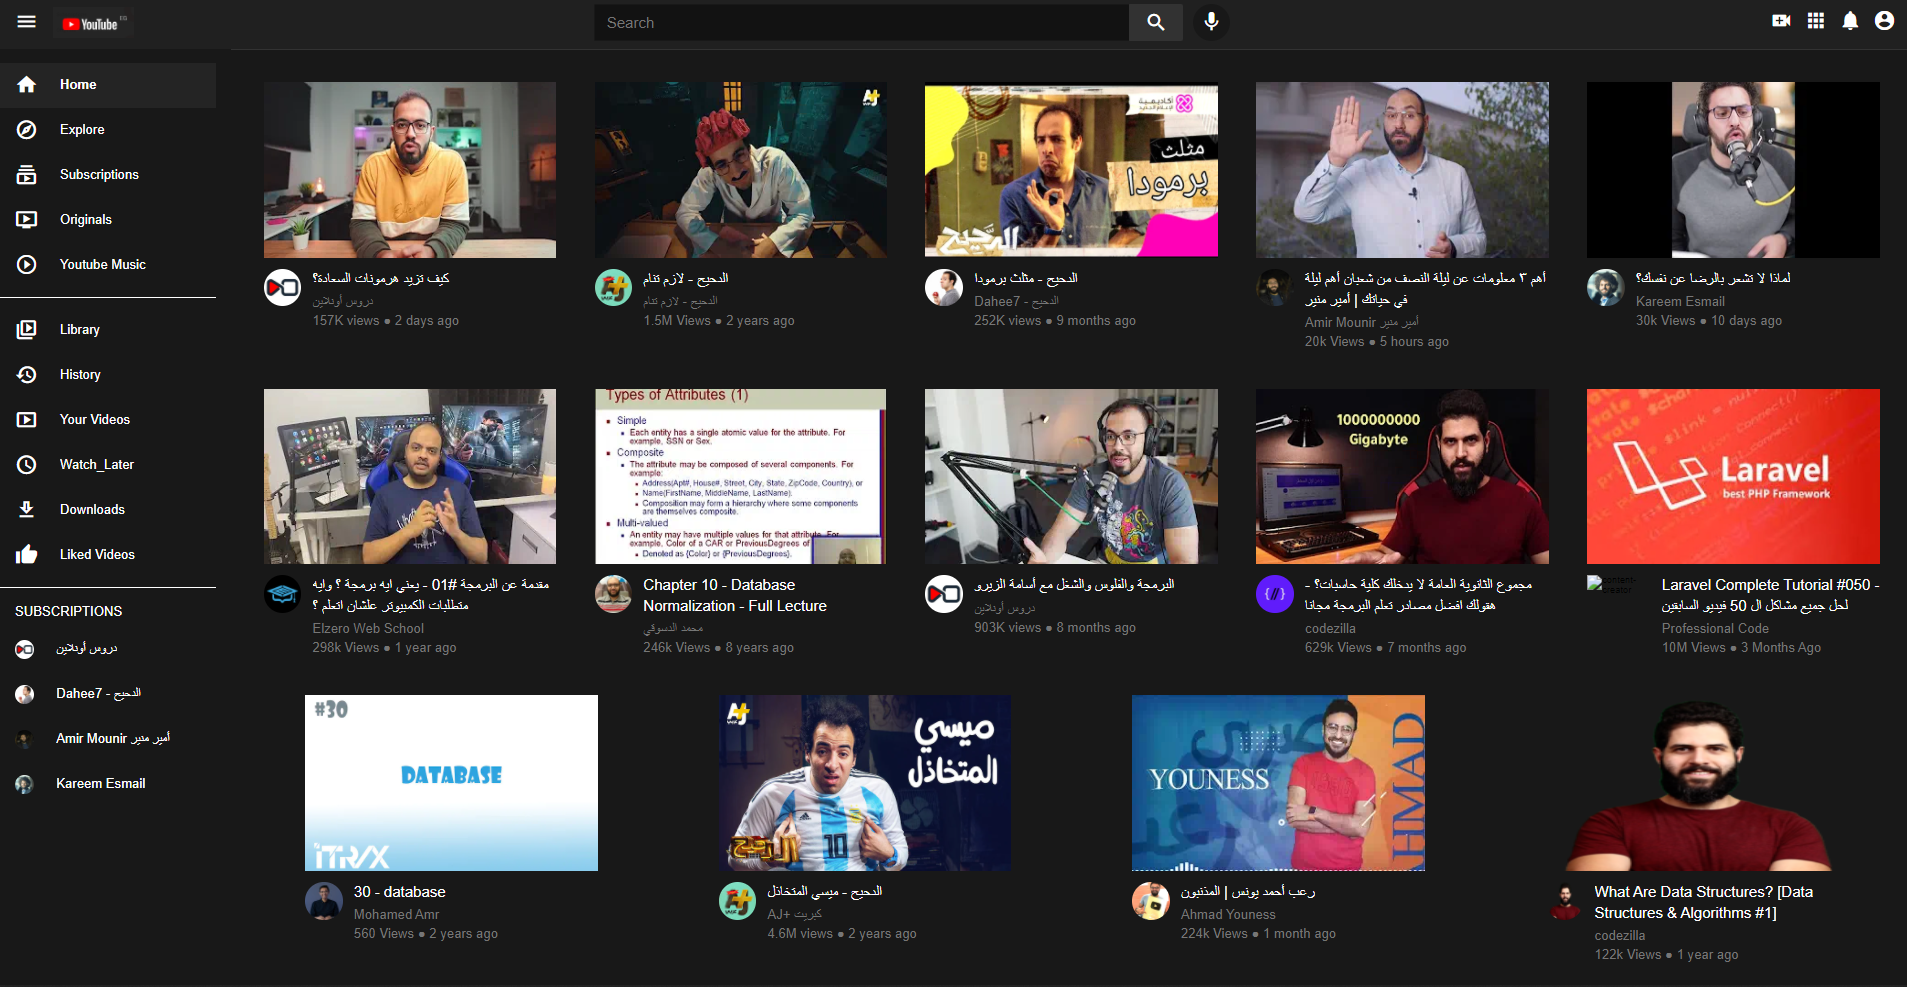 YouTube EG
Search
Home
Explore
Subscriptions
Originals
Youtube Music
Library
History
Your Videos
Watch_Later
Downloads
Liked Videos
SUBSCRIPTIONS
دروس أونلاين
Dahee7 - الدحيح
Amir Mounir أمير منير
Kareem Esmail
كيف تزيد هرمونات السعادة؟
دروس أونلاين
157K views ● 2 days ago
AJ+
الدحيح - لازم تنام
الدحيح - لازم تنام
1.5M Views ● 2 years ago
أكاديمية
مثلث
برمودا
الدحيح
الدحيح - مثلث برمودا
Dahee7 - الدحيح
252K views ● 9 months ago
أهم ٣ معلومات عن ليلة النصف من شعبان أهم ليلة
في حياتك | أمير منير
Amir Mounir أمير منير
20k Views ● 5 hours ago
لماذا لا تشعر بالرضا عن نفسك؟
Kareem Esmail
30k Views ● 10 days ago
مقدمة عن البرمجة #01 - يعني ايه برمجة ؟ وايه
متطلبات الكمبيوتر علشان اتعلم ؟
Elzero Web School
298k Views ● 1 year ago
Types of Attributes (1)
Simple
Each entity has a single atomic value for the attribute. For
example, SSN or Sex.
Composite
The attribute may be composed of several components. For
example:
Address(Apt#, House#, Street, City, State, ZipCode, Country), or
Name(FirstName, MiddleName, LastName).
Composition may form a hierarchy where some components
are themselves composite.
Multi-valued
An entity may have multiple values for that attribute. For
example, Color of a CAR or PreviousDegrees of
Denoted as {Color} or {PreviousDegrees}.
Chapter 10 - Database
Normalization - Full Lecture
محمد الدسوقي
246k Views ● 8 years ago
البرمجة والفلوس والشغل مع أسامة الزيرو
دروس أونلاين
903K views ● 8 months ago
1000000000
Gigabyte
{//}
مجموع الثانوية العامة لا يدخلك كلية حاسبات؟ -
هقولك افضل مصادر تعلم البرمجة مجانا
codezilla
629k Views ● 7 months ago
Laravel
best PHP Framework
content-
creator
Laravel Complete Tutorial #050 -
لحل جميع مشاكل ال 50 فيديو السابقين
Professional Code
10M Views ● 3 Months Ago
#30
DATABASE
iTRAX
30 - database
Mohamed Amr
560 Views ● 2 years ago
AJ+
ميسي
المتخاذل
10
الدحيح
الدحيح - ميسي المتخاذل
AJ+ كبريت
4.6M views ● 2 years ago
YOUNESS
AHMAD
رعب أحمد يونس | المذنبون
Ahmad Youness
224k Views ● 1 month ago
What Are Data Structures? [Data
Structures & Algorithms #1]
codezilla
122k Views ● 1 year ago